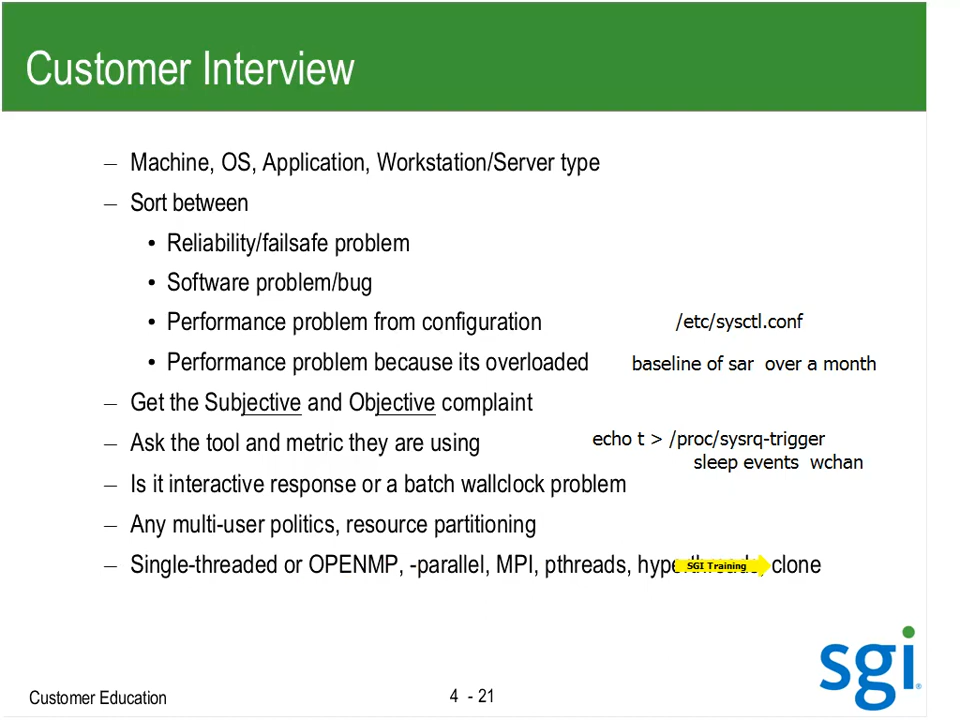 Customer Interview
– Machine, OS, Application, Workstation/Server type
– Sort between
• Reliability/failsafe problem
• Software problem/bug
• Performance problem from configuration /etc/sysctl.conf
• Performance problem because its overloaded baseline of sar over a month
– Get the Subjective and Objective complaint
– Ask the tool and metric they are using echo t > /proc/sysrq-trigger
sleep events wchan
– Is it interactive response or a batch wallclock problem
– Any multi-user politics, resource partitioning
– Single-threaded or OPENMP, -parallel, MPI, pthreads, hyperthreads, clone
SGI Training
sgi®
Customer Education 4 - 21